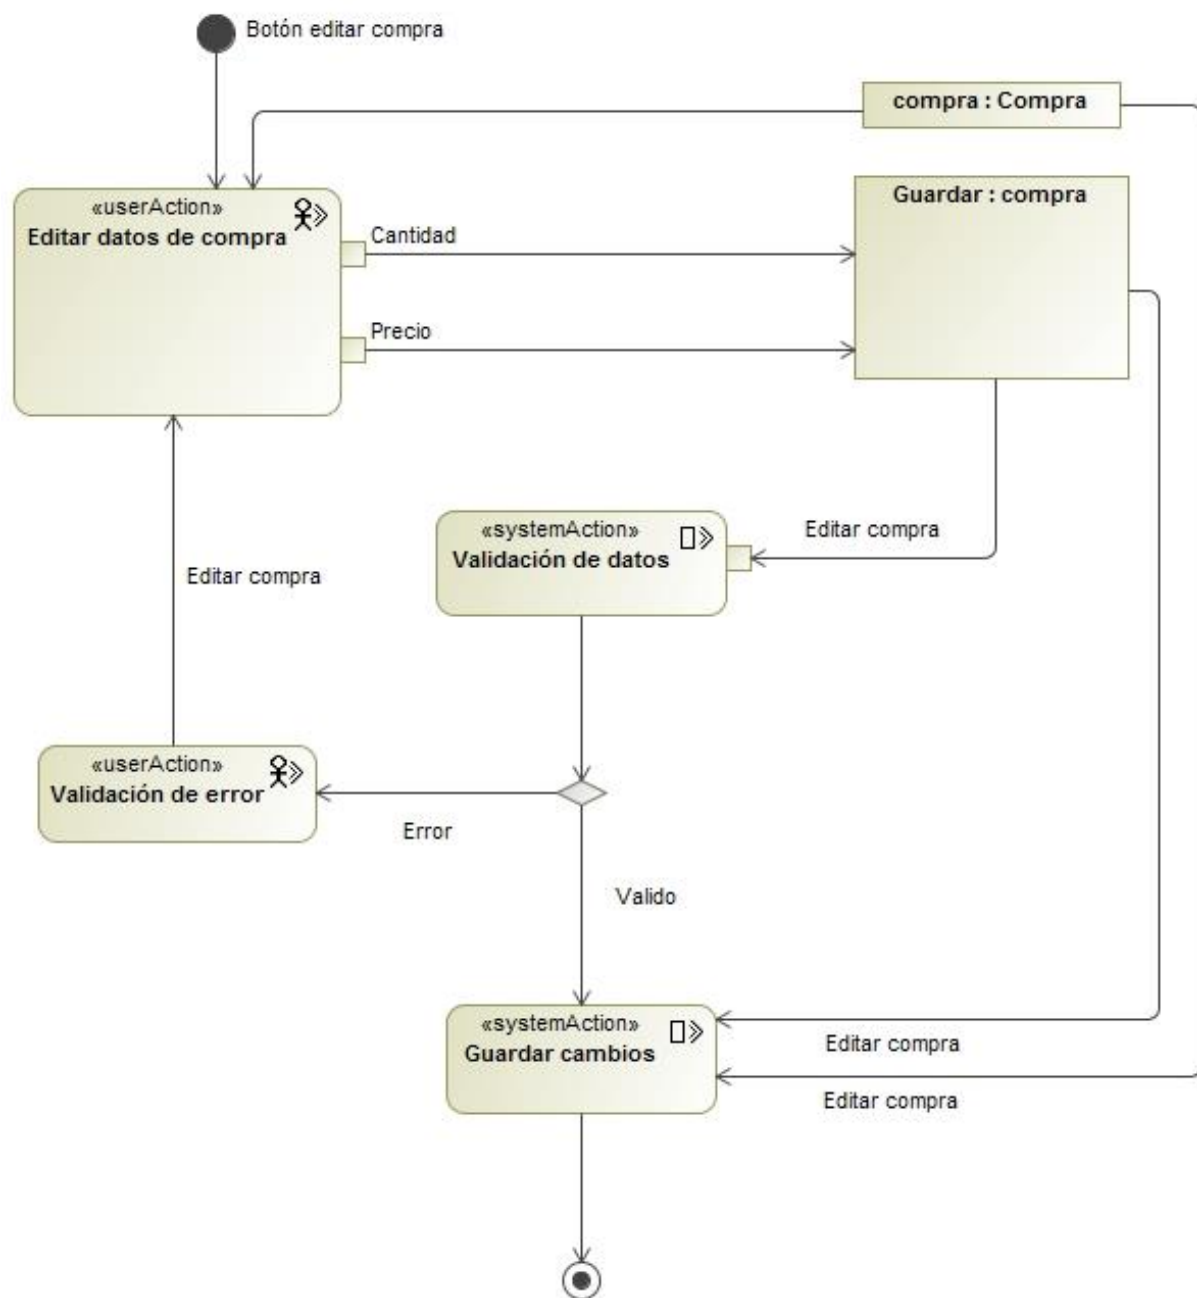 Botón editar compra
compra : Compra
«userAction»
Editar datos de compra
Guardar : compra
Cantidad
Precio
«systemAction»
Validación de datos
Editar compra
Editar compra
«userAction»
Validación de error
Error
Valido
«systemAction»
Guardar cambios
Editar compra
Editar compra